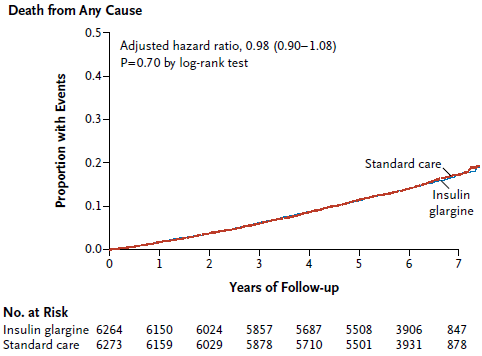 Death from Any Cause
0.5
Adjusted hazard ratio, 0.98 (0.90–1.08)
P=0.70 by log-rank test
0.4
0.3
0.2
0.1
0.0
Proportion with Events
Standard care
Insulin
glargine
0 1 2 3 4 5 6 7
Years of Follow-up
No. at Risk
Insulin glargine 6264 6150 6024 5857 5687 5508 3906 847
Standard care 6273 6159 6029 5878 5710 5501 3931 878